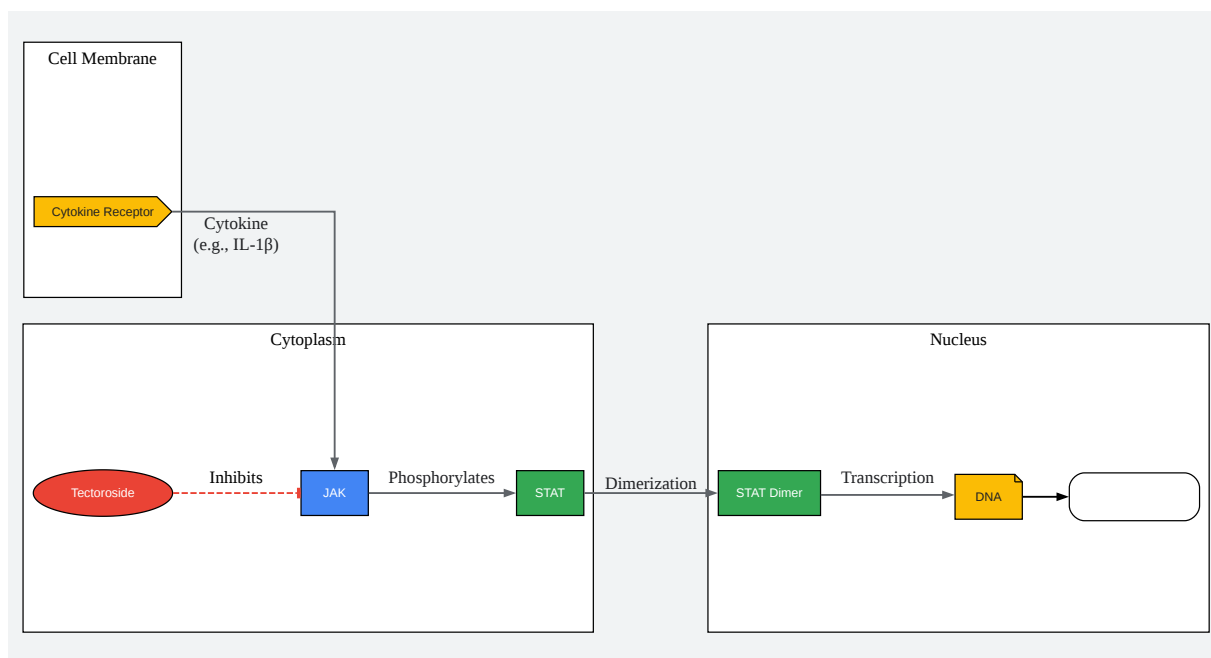 Cell Membrane
Cytokine Receptor
Cytokine
(e.g., IL-1β)
Cytoplasm
Nucleus
Tectoroside
Inhibits
JAK
Phosphorylates
STAT
Dimerization
STAT Dimer
Transcription
DNA